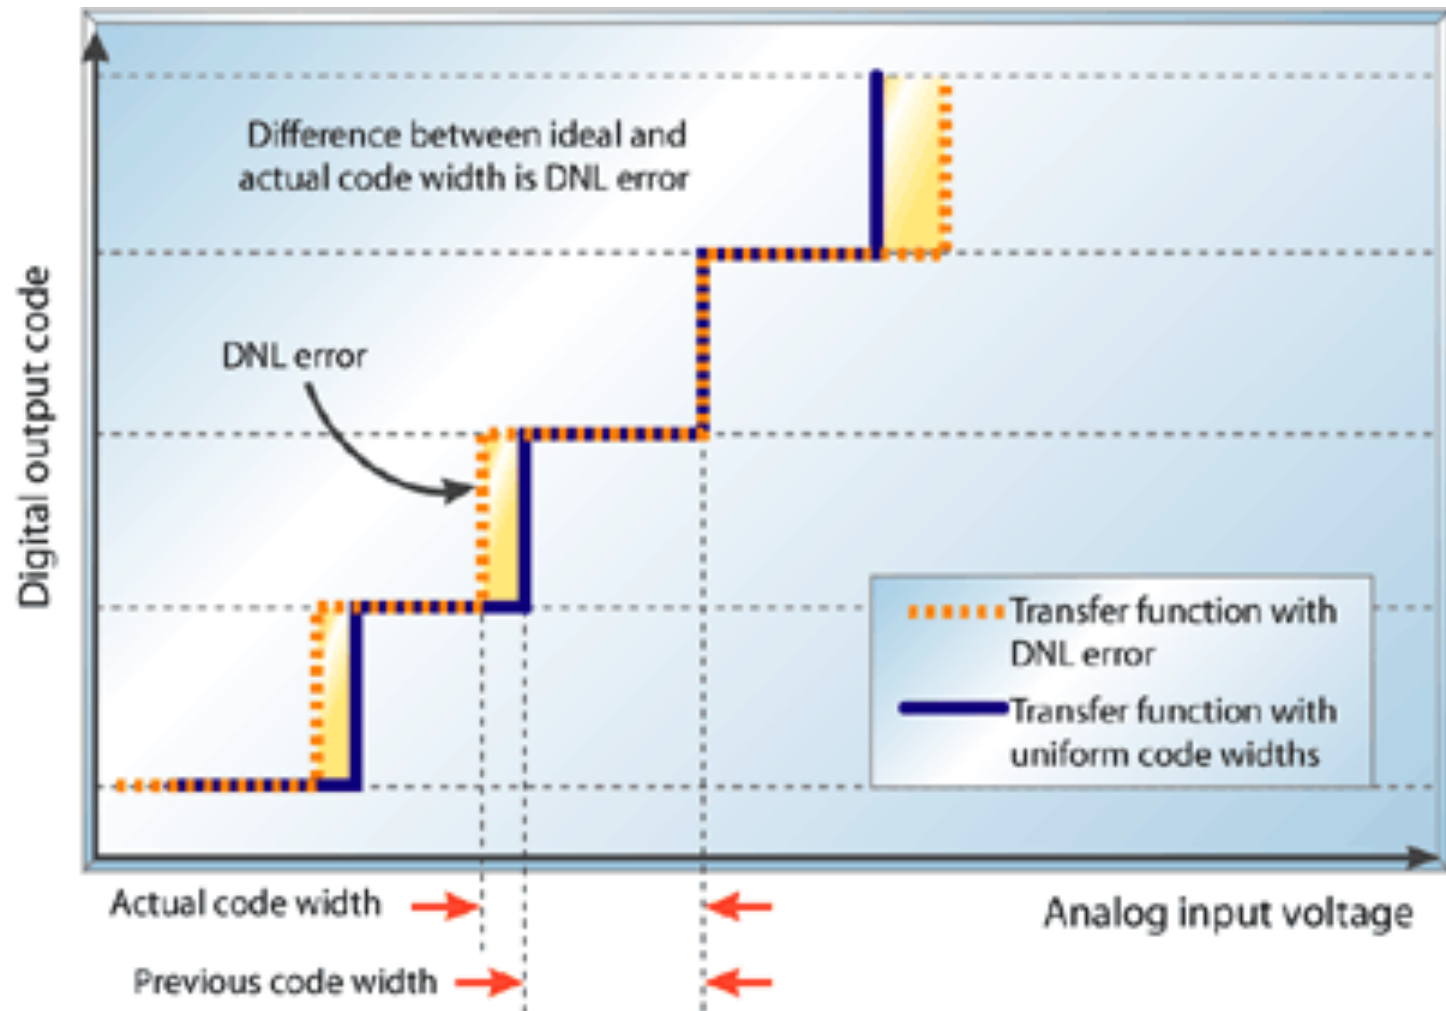 Difference between ideal and
actual code width is DNL error
DNL error
Digital output code
Transfer function with
DNL error
Transfer function with
uniform code widths
Actual code width
Analog input voltage
Previous code width